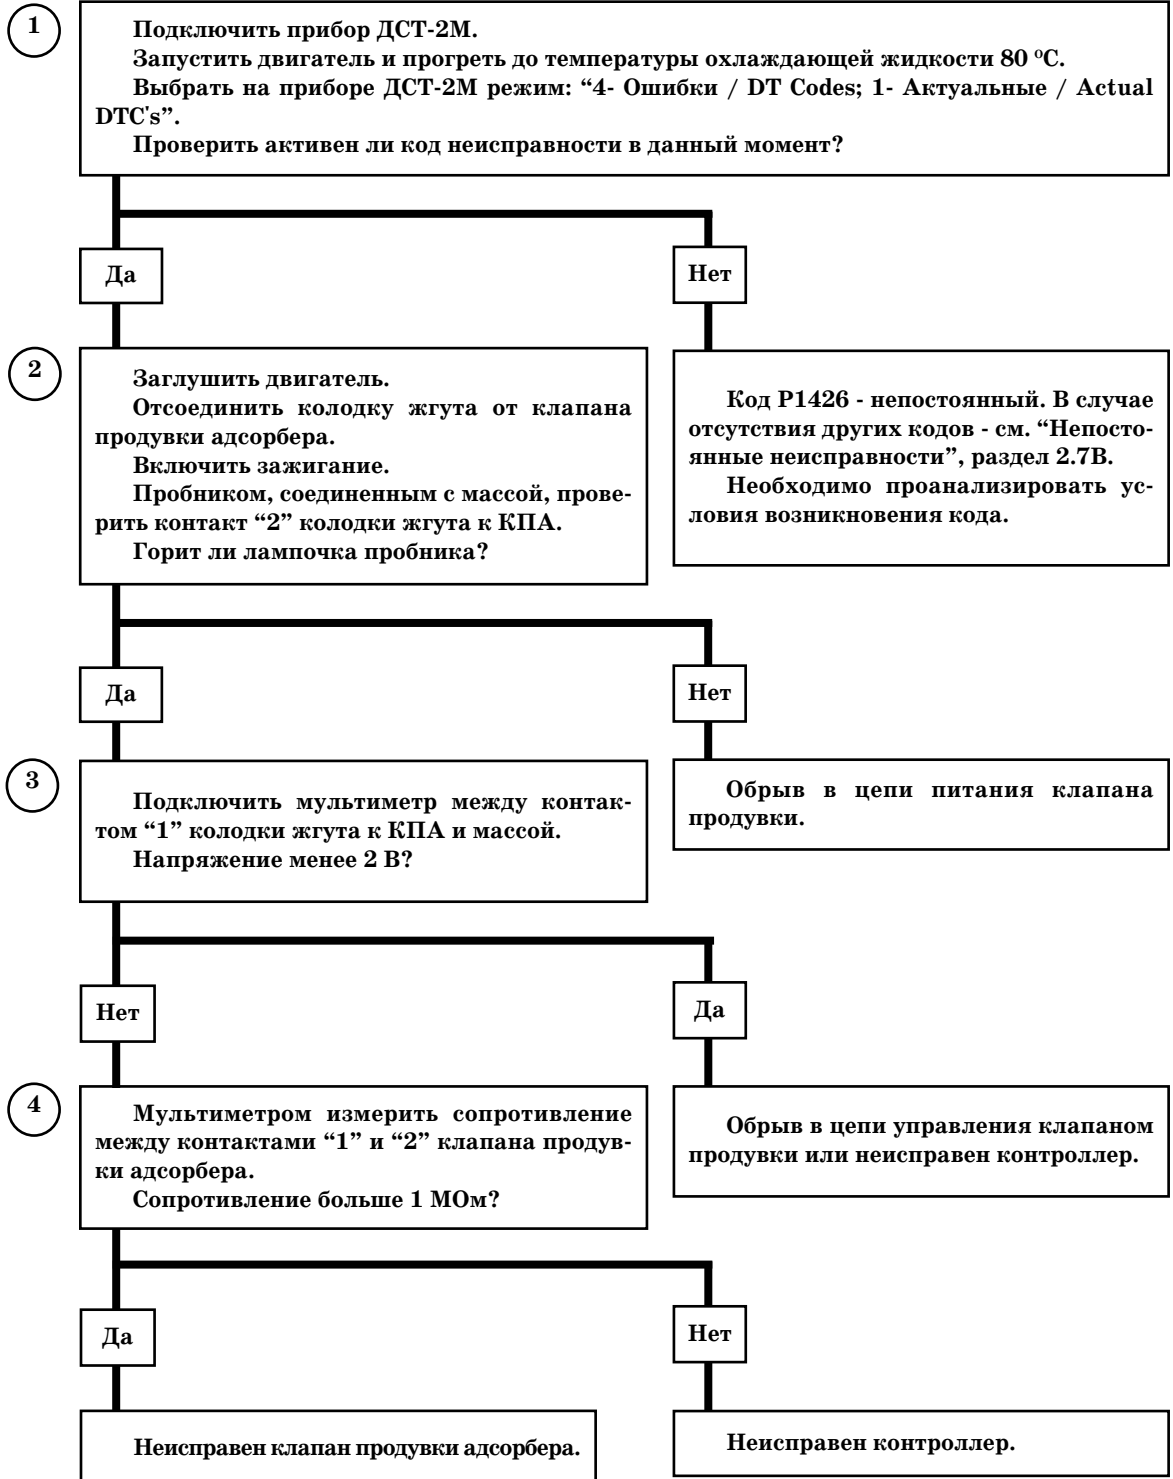 1
Подключить прибор ДСТ-2М.
Запустить двигатель и прогреть до температуры охлаждающей жидкости 80 ºС.
Выбрать на приборе ДСТ-2М режим: “4- Ошибки / DT Codes; 1- Актуальные / Actual
DTC's”.
Проверить активен ли код неисправности в данный момент?
Да
Нет
2
Заглушить двигатель.
Отсоединить колодку жгута от клапана
продувки адсорбера.
Включить зажигание.
Пробником, соединенным с массой, прове-
рить контакт “2” колодки жгута к КПА.
Горит ли лампочка пробника?
Код Р1426 - непостоянный. В случае
отсутствия других кодов - см. “Непосто-
янные неисправности”, раздел 2.7В.
Необходимо проанализировать ус-
ловия возникновения кода.
Да
Нет
3
Подключить мультиметр между контак-
том “1” колодки жгута к КПА и массой.
Напряжение менее 2 В?
Обрыв в цепи питания клапана
продувки.
Нет
Да
4
Мультиметром измерить сопротивление
между контактами “1” и “2” клапана продув-
ки адсорбера.
Сопротивление больше 1 МОм?
Обрыв в цепи управления клапаном
продувки или неисправен контроллер.
Да
Нет
Неисправен клапан продувки адсорбера.
Неисправен контроллер.